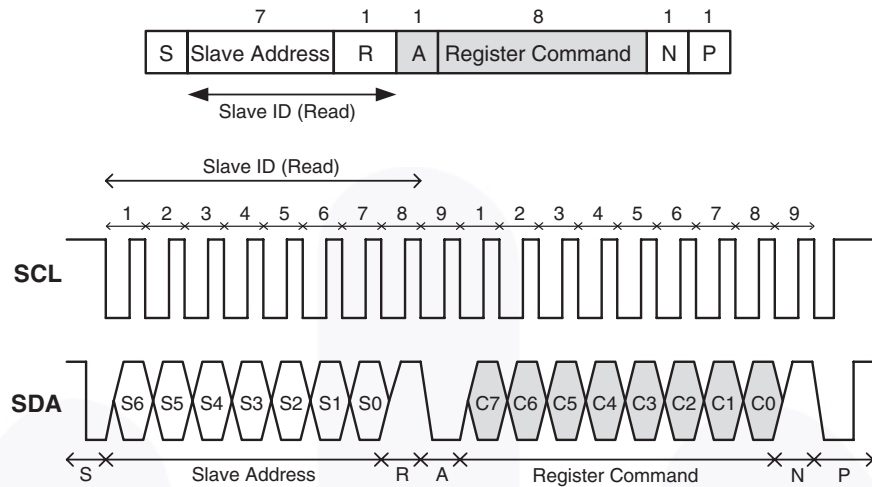 7 1 1 8 1 1
S Slave Address R A Register Command N P
Slave ID (Read)
Slave ID (Read)
1 2 3 4 5 6 7 8 9 1 2 3 4 5 6 7 8 9
SCL
SDA S6 S5 S4 S3 S2 S1 S0 C7 C6 C5 C4 C3 C2 C1 C0
S Slave Address R A Register Command N P